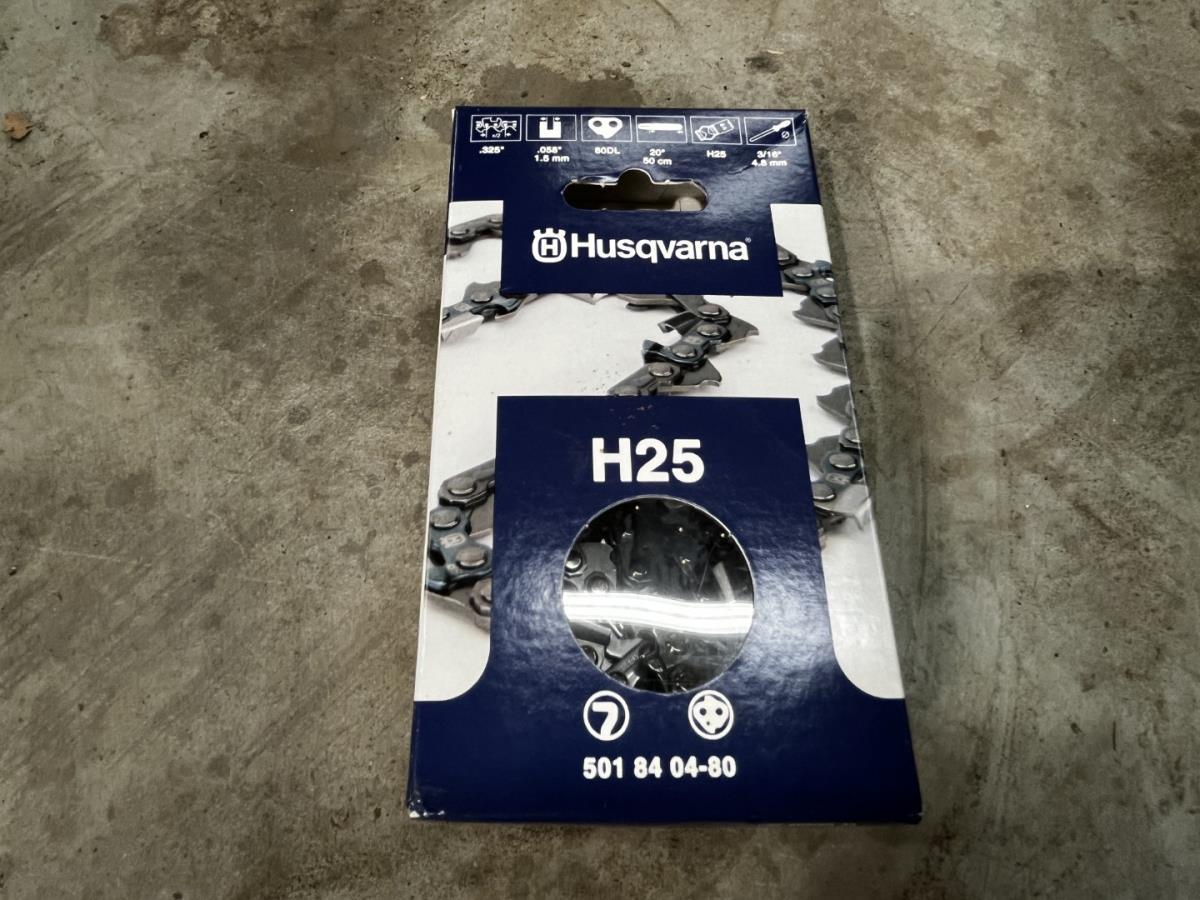 .325" .058" 80DL 20" H25 3/16"
1.5 mm 50 cm 4.8 mm
Husqvarna®
H25
501 84 04-80